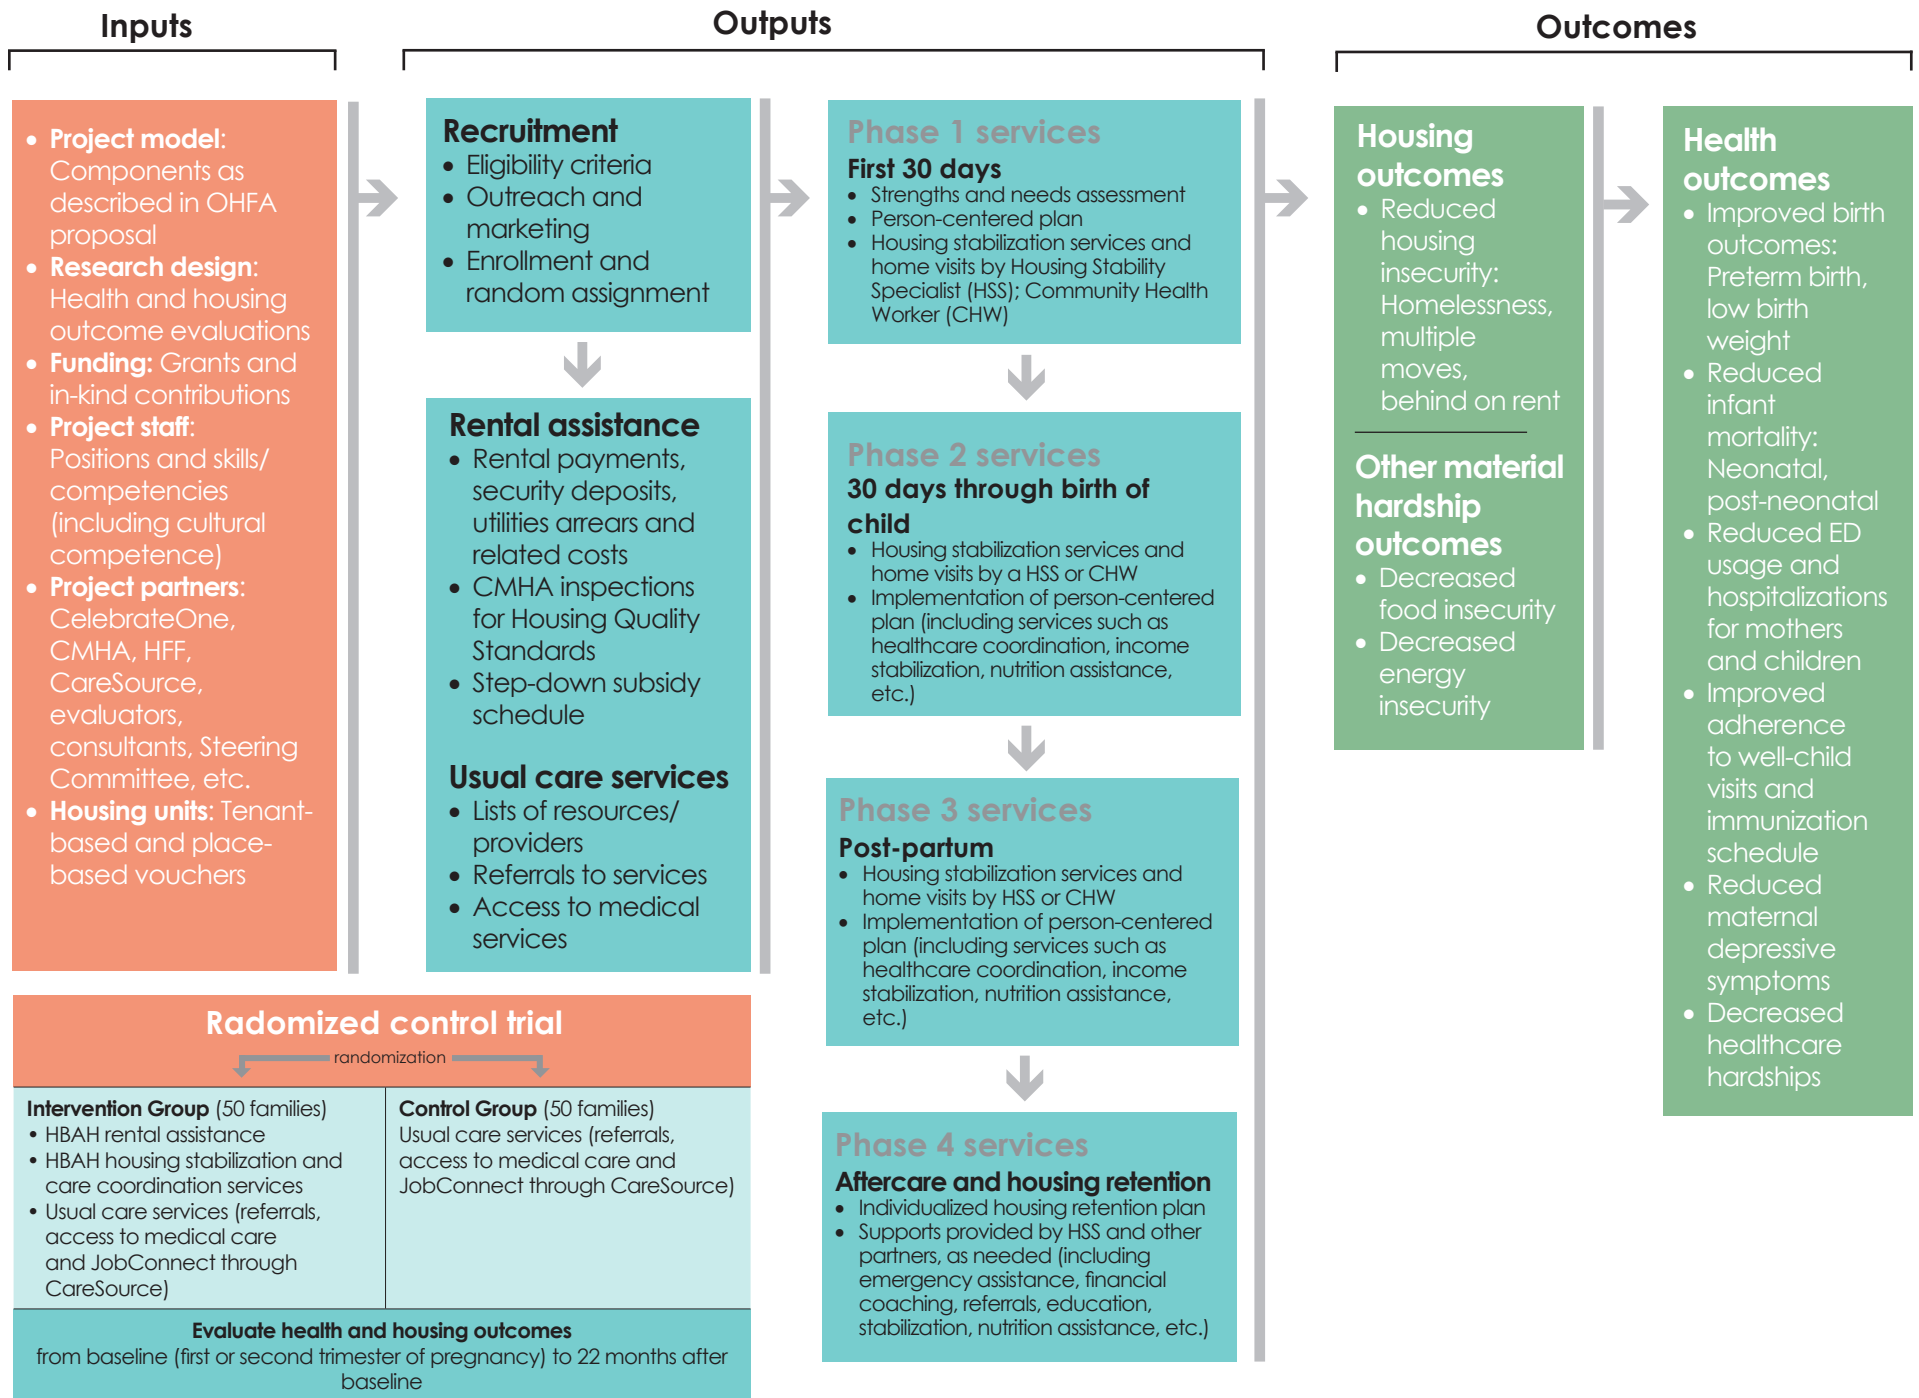 Inputs
Outputs
Outcomes
• Project model:
Components as
described in OHFA
proposal
• Research design:
Health and housing
outcome evaluations
• Funding: Grants and
in-kind contributions
• Project staff:
Positions and skills/
competencies
(including cultural
competence)
• Project partners:
CelebrateOne,
CMHA, HFF,
CareSource,
evaluators,
consultants, Steering
Committee, etc.
• Housing units: Tenant-
based and place-
based vouchers
Recruitment
• Eligibility criteria
• Outreach and
marketing
• Enrollment and
random assignment
Rental assistance
• Rental payments,
security deposits,
utilities arrears and
related costs
• CMHA inspections
for Housing Quality
Standards
• Step-down subsidy
schedule
Usual care services
• Lists of resources/
providers
• Referrals to services
• Access to medical
services
Phase 1 services
First 30 days
• Strengths and needs assessment
• Person-centered plan
• Housing stabilization services and
home visits by Housing Stability
Specialist (HSS); Community Health
Worker (CHW)
Phase 2 services
30 days through birth of
child
• Housing stabilization services and
home visits by a HSS or CHW
• Implementation of person-centered
plan (including services such as
healthcare coordination, income
stabilization, nutrition assistance,
etc.)
Phase 3 services
Post-partum
• Housing stabilization services and
home visits by HSS or CHW
• Implementation of person-centered
plan (including services such as
healthcare coordination, income
stabilization, nutrition assistance,
etc.)
Phase 4 services
Aftercare and housing retention
• Individualized housing retention plan
• Supports provided by HSS and other
partners, as needed (including
emergency assistance, financial
coaching, referrals, education,
stabilization, nutrition assistance, etc.)
Housing
outcomes
• Reduced
housing
insecurity:
Homelessness,
multiple
moves,
behind on rent
Other material
hardship
outcomes
• Decreased
food insecurity
• Decreased
energy
insecurity
Health
outcomes
• Improved birth
outcomes:
Preterm birth,
low birth
weight
• Reduced
infant
mortality:
Neonatal,
post-neonatal
• Reduced ED
usage and
hospitalizations
for mothers
and children
• Improved
adherence
to well-child
visits and
immunization
schedule
• Reduced
maternal
depressive
symptoms
• Decreased
healthcare
hardships
Radomized control trial
randomization
Intervention Group (50 families)
• HBAH rental assistance
• HBAH housing stabilization and
care coordination services
• Usual care services (referrals,
access to medical care
and JobConnect through
CareSource)
Control Group (50 families)
Usual care services (referrals,
access to medical care and
JobConnect through CareSource)
Evaluate health and housing outcomes
from baseline (first or second trimester of pregnancy) to 22 months after
baseline